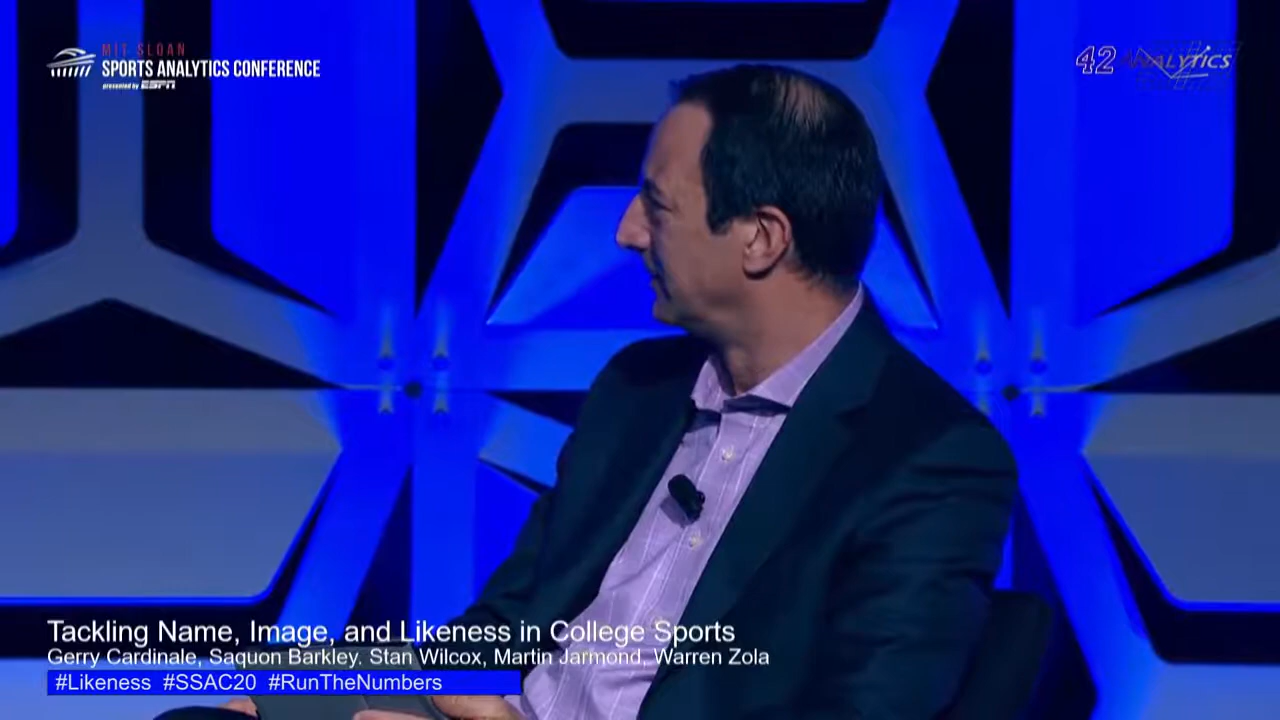 MIT SLOAN
SPORTS ANALYTICS CONFERENCE
presented by ESPN
42 ANALYTICS
Tackling Name, Image, and Likeness in College Sports
Gerry Cardinale, Saquon Barkley. Stan Wilcox, Martin Jarmond, Warren Zola
#Likeness #SSAC20 #RunTheNumbers